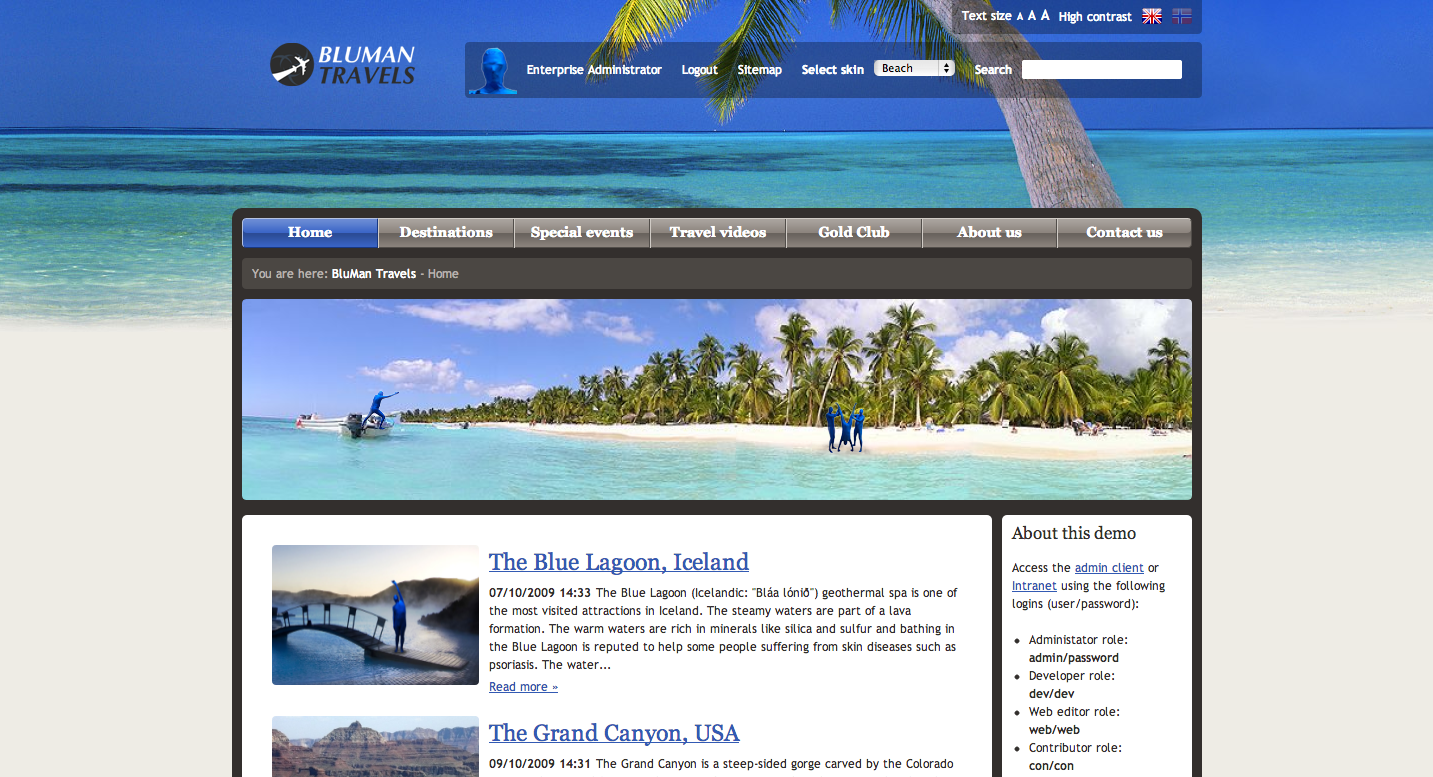 Text size A A A High contrast
BLUMAN
TRAVELS
Enterprise Administrator Logout Sitemap Select skin Beach Search
Home Destinations Special events Travel videos Gold Club About us Contact us
You are here: BluMan Travels - Home
The Blue Lagoon, Iceland
07/10/2009 14:33 The Blue Lagoon (Icelandic: "Bláa lónið") geothermal spa is one of
the most visited attractions in Iceland. The steamy waters are part of a lava
formation. The warm waters are rich in minerals like silica and sulfur and bathing in
the Blue Lagoon is reputed to help some people suffering from skin diseases such as
psoriasis. The water...
Read more »
The Grand Canyon, USA
09/10/2009 14:31 The Grand Canyon is a steep-sided gorge carved by the Colorado
About this demo
Access the admin client or
Intranet using the following
logins (user/password):
Administator role:
admin/password
Developer role:
dev/dev
Web editor role:
web/web
Contributor role:
con/con